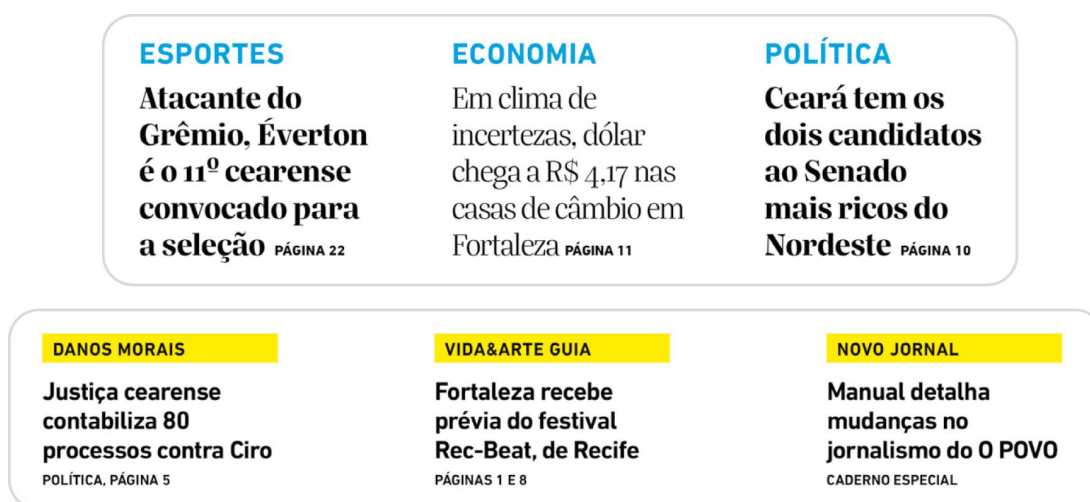 ESPORTES
Atacante do
Grêmio, Éverton
é o 11º cearense
convocado para
a seleção PÁGINA 22
ECONOMIA
Em clima de
incertezas, dólar
chega a R$ 4,17 nas
casas de câmbio em
Fortaleza PÁGINA 11
POLÍTICA
Ceará tem os
dois candidatos
ao Senado
mais ricos do
Nordeste PÁGINA 10
DANOS MORAIS
Justiça cearense
contabiliza 80
processos contra Ciro
POLÍTICA, PÁGINA 5
VIDA&ARTE GUIA
Fortaleza recebe
prévia do festival
Rec-Beat, de Recife
PÁGINAS 1 E 8
NOVO JORNAL
Manual detalha
mudanças no
jornalismo do O POVO
CADERNO ESPECIAL